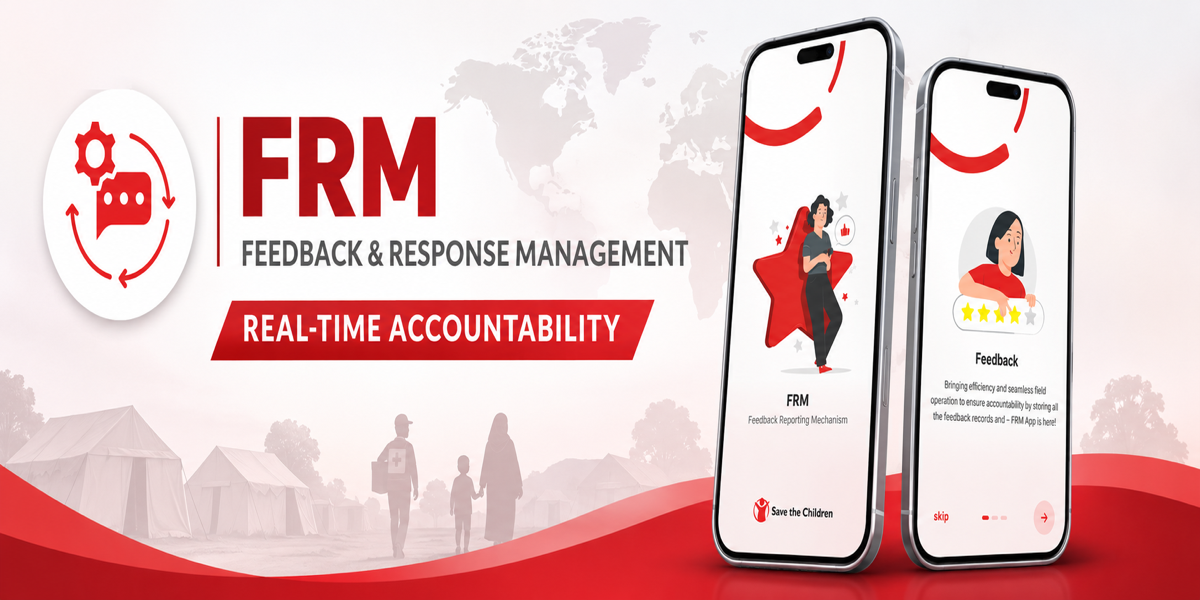 FRM
FEEDBACK & RESPONSE MANAGEMENT
REAL-TIME ACCOUNTABILITY
FRM
Feedback Reporting Mechanism
Save the Children
Feedback
Bringing efficiency and seamless field
operation to ensure accountability by storing all
the feedback records and – FRM App is here!
skip